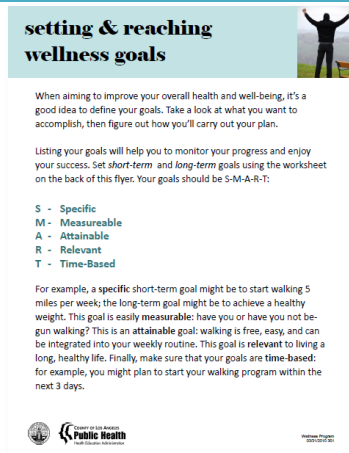 setting & reaching
wellness goals
When aiming to improve your overall health and well-being, it's a
good idea to define your goals. Take a look at what you want to
accomplish, then figure out how you'll carry out your plan.
Listing your goals will help you to monitor your progress and enjoy
your success. Set short-term and long-term goals using the worksheet
on the back of this flyer. Your goals should be S-M-A-R-T:
S - Specific
M - Measureable
A - Attainable
R - Relevant
T - Time-Based
For example, a specific short-term goal might be to start walking 5
miles per week; the long-term goal might be to achieve a healthy
weight. This goal is easily measurable: have you or have you not be-
gun walking? This is an attainable goal: walking is free, easy, and can
be integrated into your weekly routine. This goal is relevant to living a
long, healthy life. Finally, make sure that your goals are time-based:
for example, you might plan to start your walking program within the
next 3 days.
County of Los Angeles
Public Health
Health Education Administration
Wellness Program